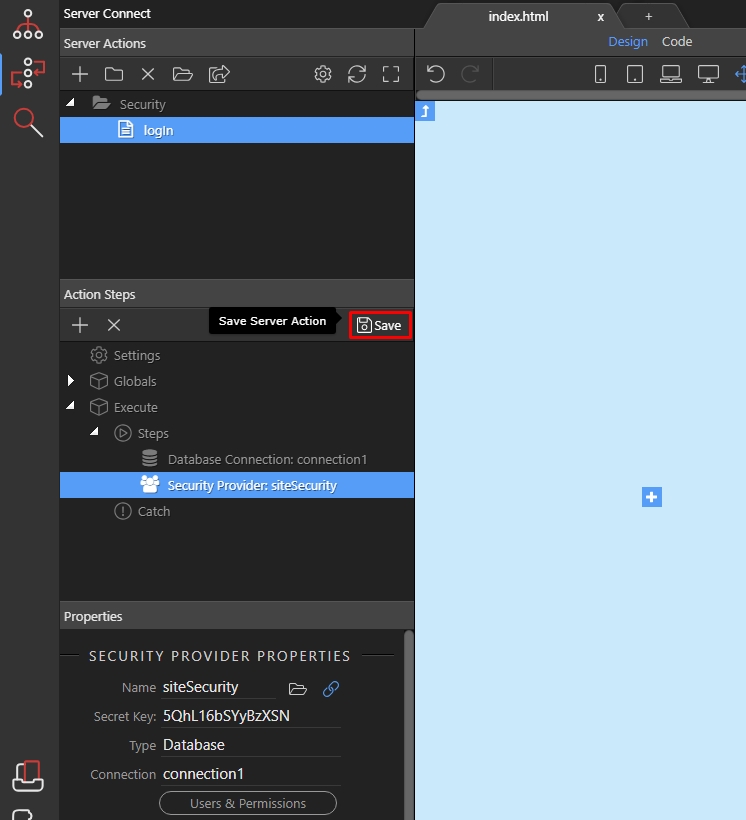 Server Connect
index.html x +
Server Actions
Design Code
Security
login
Action Steps
Save Server Action
Save
Settings
Globals
Execute
Steps
Database Connection: connection1
Security Provider: siteSecurity
Catch
Properties
SECURITY PROVIDER PROPERTIES
Name siteSecurity
Secret Key: 5QhL16bSYyBzXSN
Type Database
Connection connection1
Users & Permissions